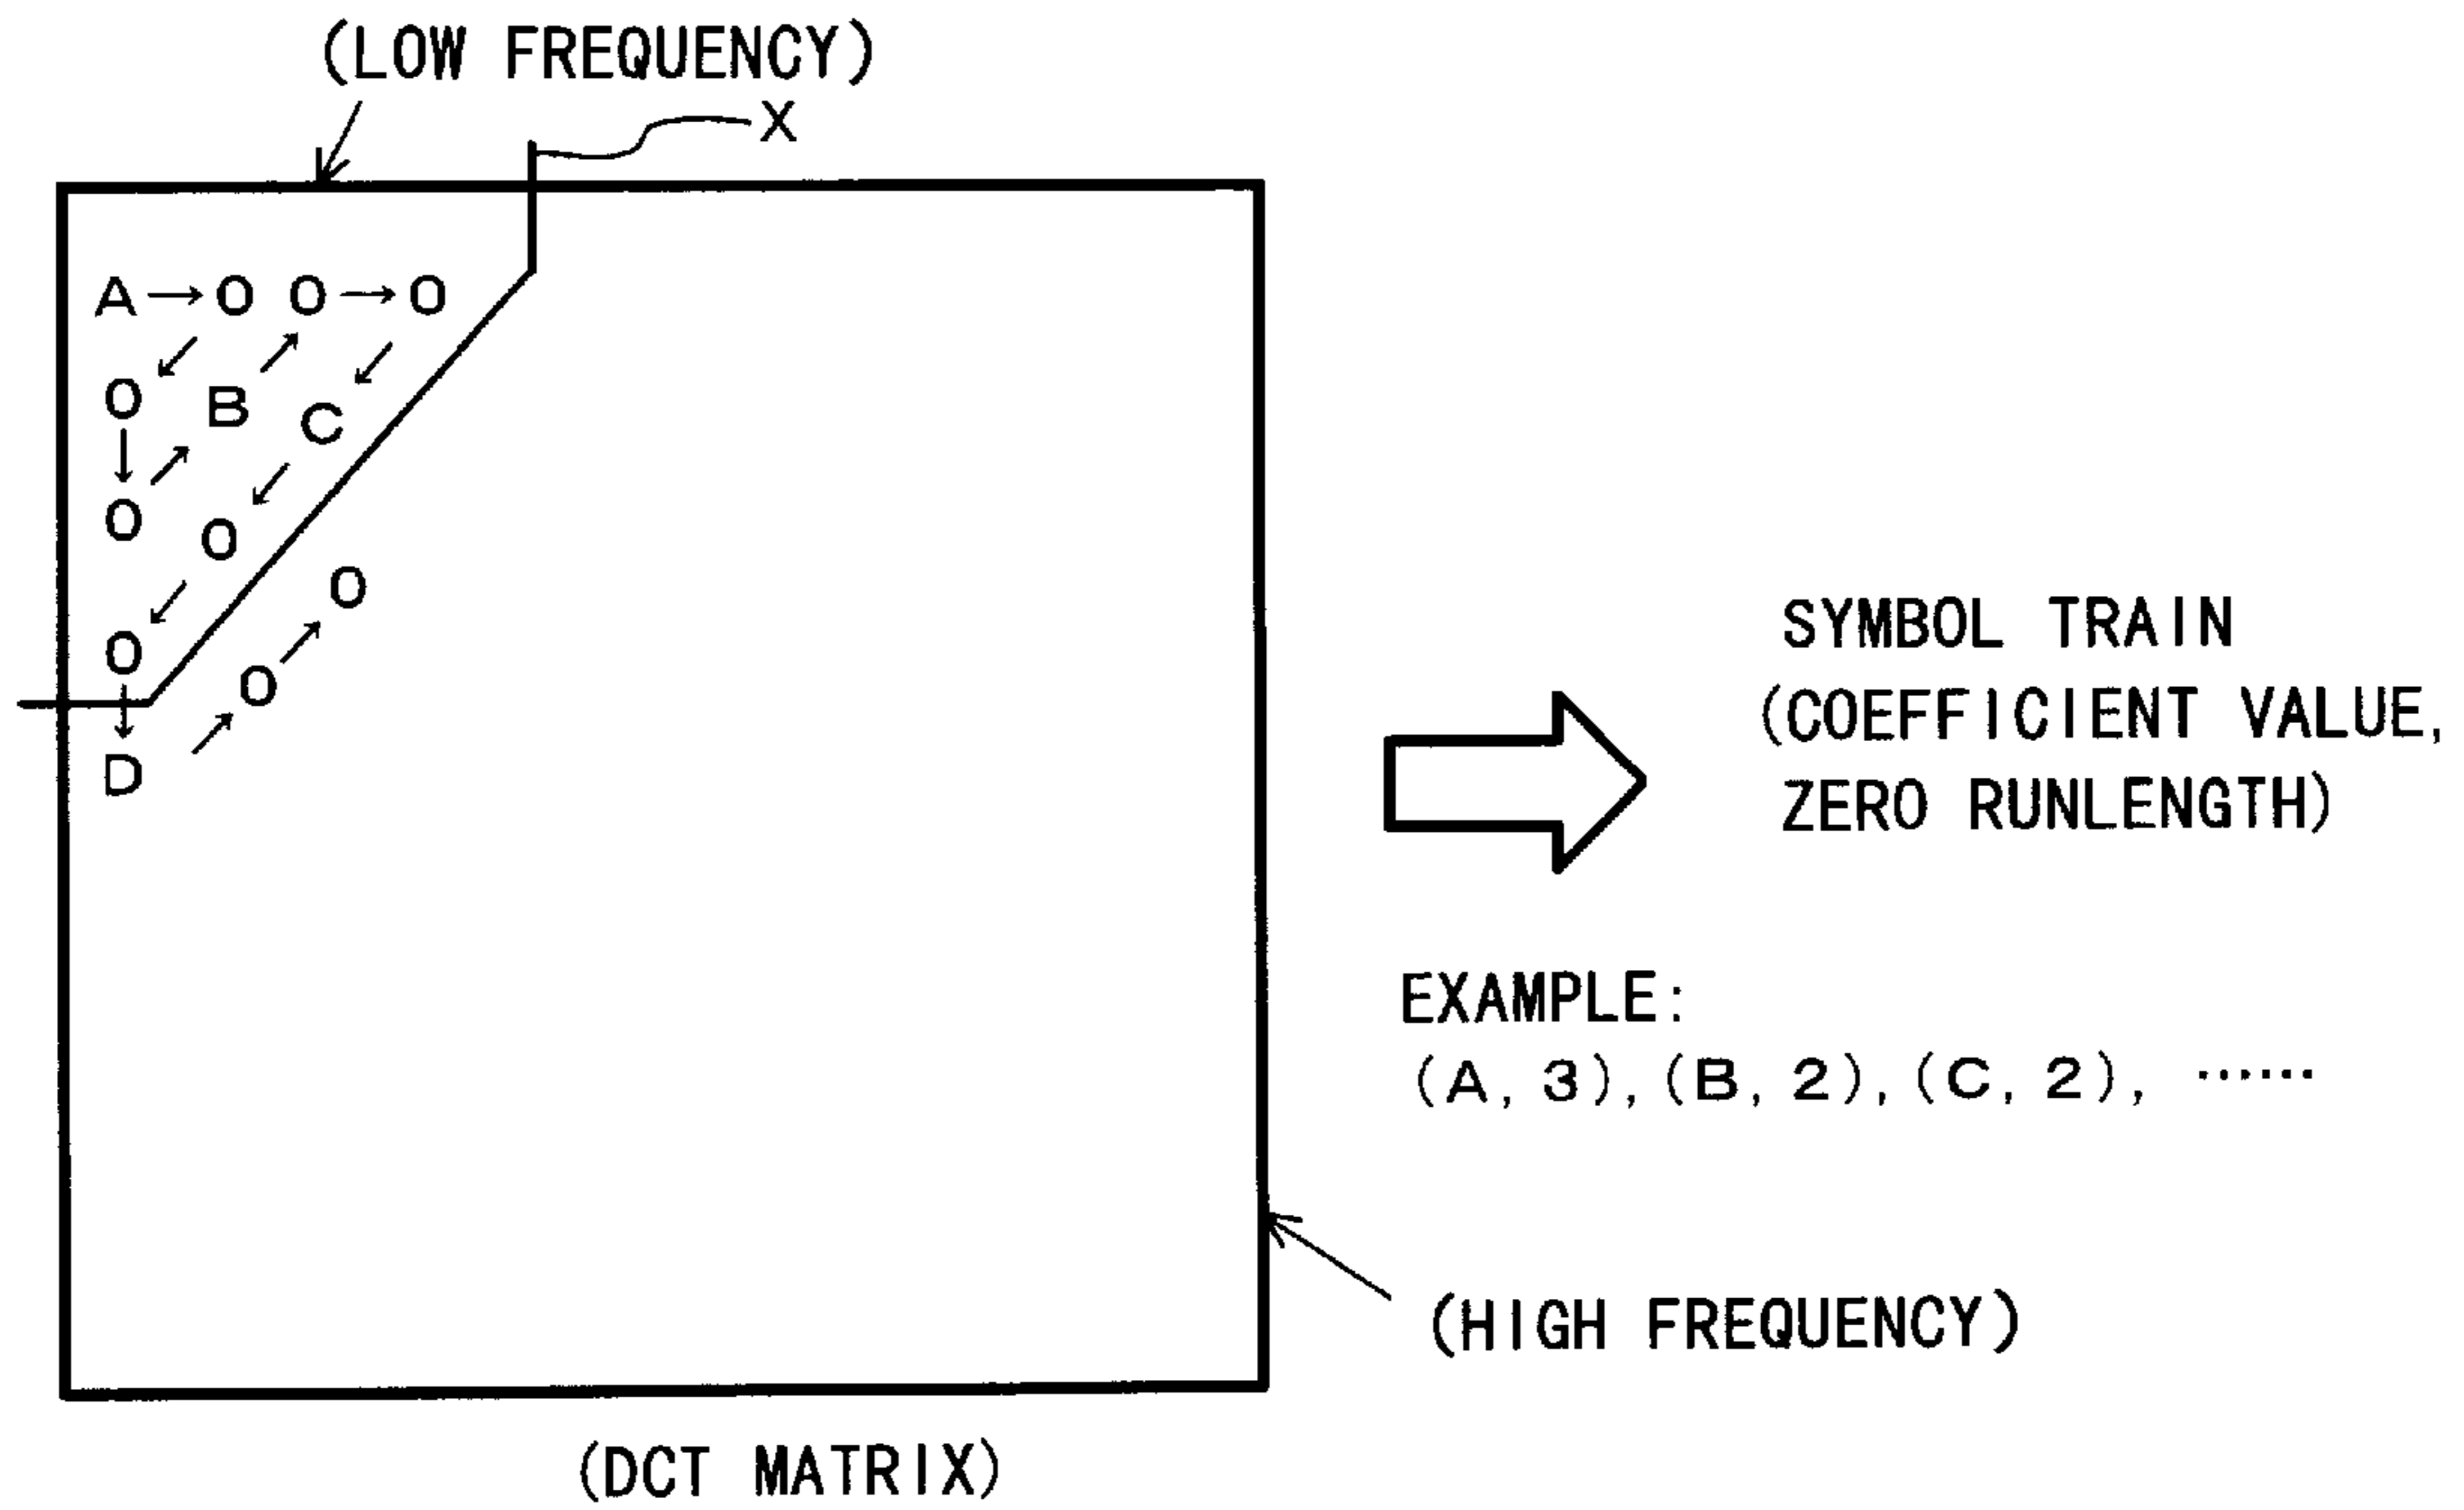 (LOW FREQUENCY)
X
A → 0 0 → 0
0 B C
0 0
0
0 0
D
SYMBOL TRAIN
(COEFFICIENT VALUE,
ZERO RUNLENGTH)
EXAMPLE:
(A, 3), (B, 2), (C, 2), ······
(HIGH FREQUENCY)
(DCT MATRIX)